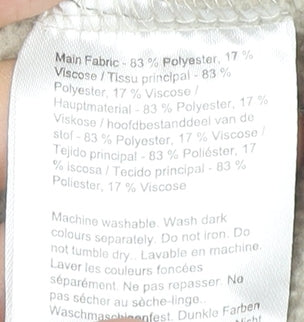 Main Fabric - 83 % Polyester, 17 %
Viscose / Tissu principal - 83 %
Polyester, 17 % Viscose /
Hauptmaterial - 83 % Polyester, 17 %
Viskose / hoofdbestanddeel van de
stof - 83 % Polyester, 17 % Viscose /
Tejido principal - 83 % Poliéster, 17
% iscosa / Tecido principal - 83 %
Poliester, 17 % Viscose
Machine washable. Wash dark
colours separately. Do not iron. Do
not tumble dry.. Lavable en machine.
Laver les couleurs foncées
séparément. Ne pas repasser. Ne
pas sécher au sèche-linge..
Waschmaschinenfest. Dunkle Farben
Nicht